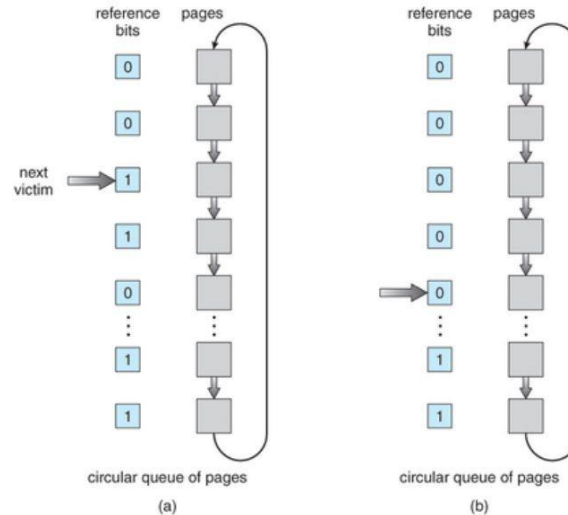 reference bits
pages
0
0
next victim
1
1
0
1
1
circular queue of pages
(a)
reference bits
pages
0
0
0
0
0
1
1
circular queue of pages
(b)